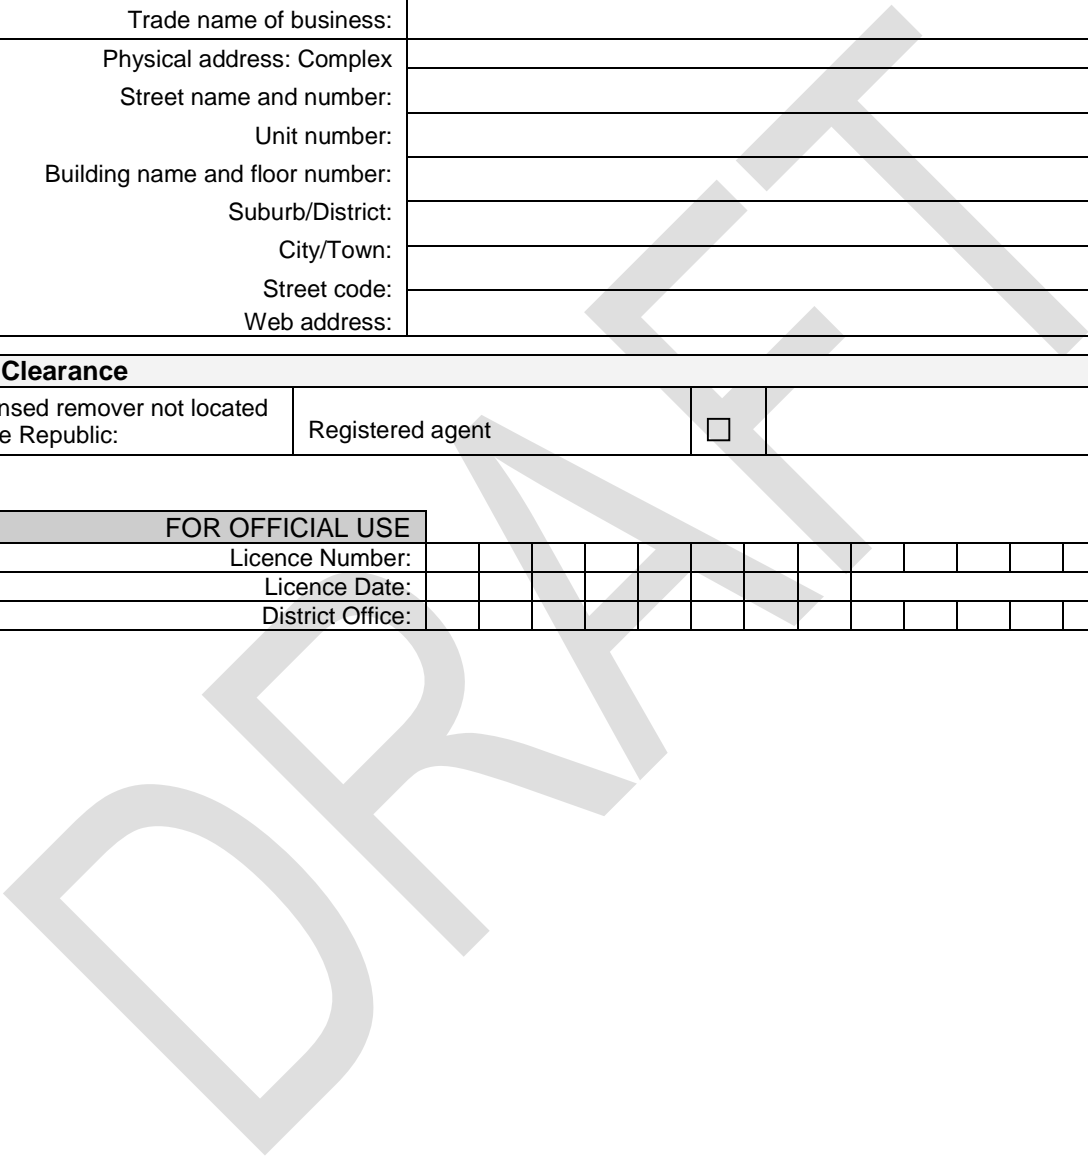 Trade name of business:
Physical address: Complex
Street name and number:
Unit number:
Building name and floor number:
Suburb/District:
City/Town:
Street code:
Web address:
Clearance
nsed remover not located
e Republic:
Registered agent
FOR OFFICIAL USE
Licence Number:
Licence Date:
District Office:
DRAFT